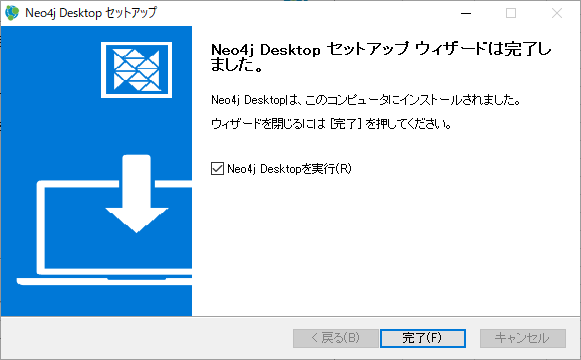 Neo4j Desktop セットアップ
Neo4j Desktop セットアップ ウィザードは完了し
ました。
Neo4j Desktopは、このコンピュータにインストールされました。
ウィザードを閉じるには [完了] を押してください。
Neo4j Desktopを実行(R)
< 戻る(B)
完了(F)
キャンセル